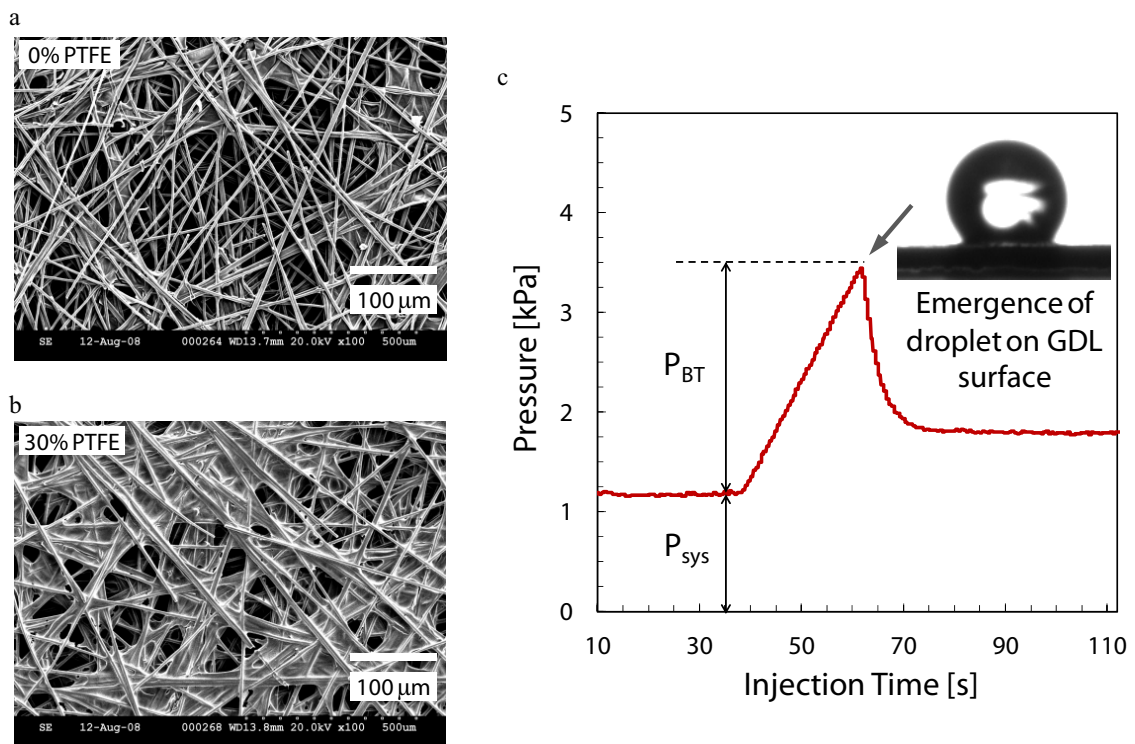 a
0% PTFE
100 μm
SE 12-Aug-08 000264 WD13.7mm 20.0kV x100 500um
b
30% PTFE
100 μm
SE 12-Aug-08 000268 WD13.8mm 20.0kV x100 500um
c
5
4
3
2
1
0
Pressure [kPa]
P_BT
P_sys
Emergence of
droplet on GDL
surface
10 30 50 70 90 110
Injection Time [s]